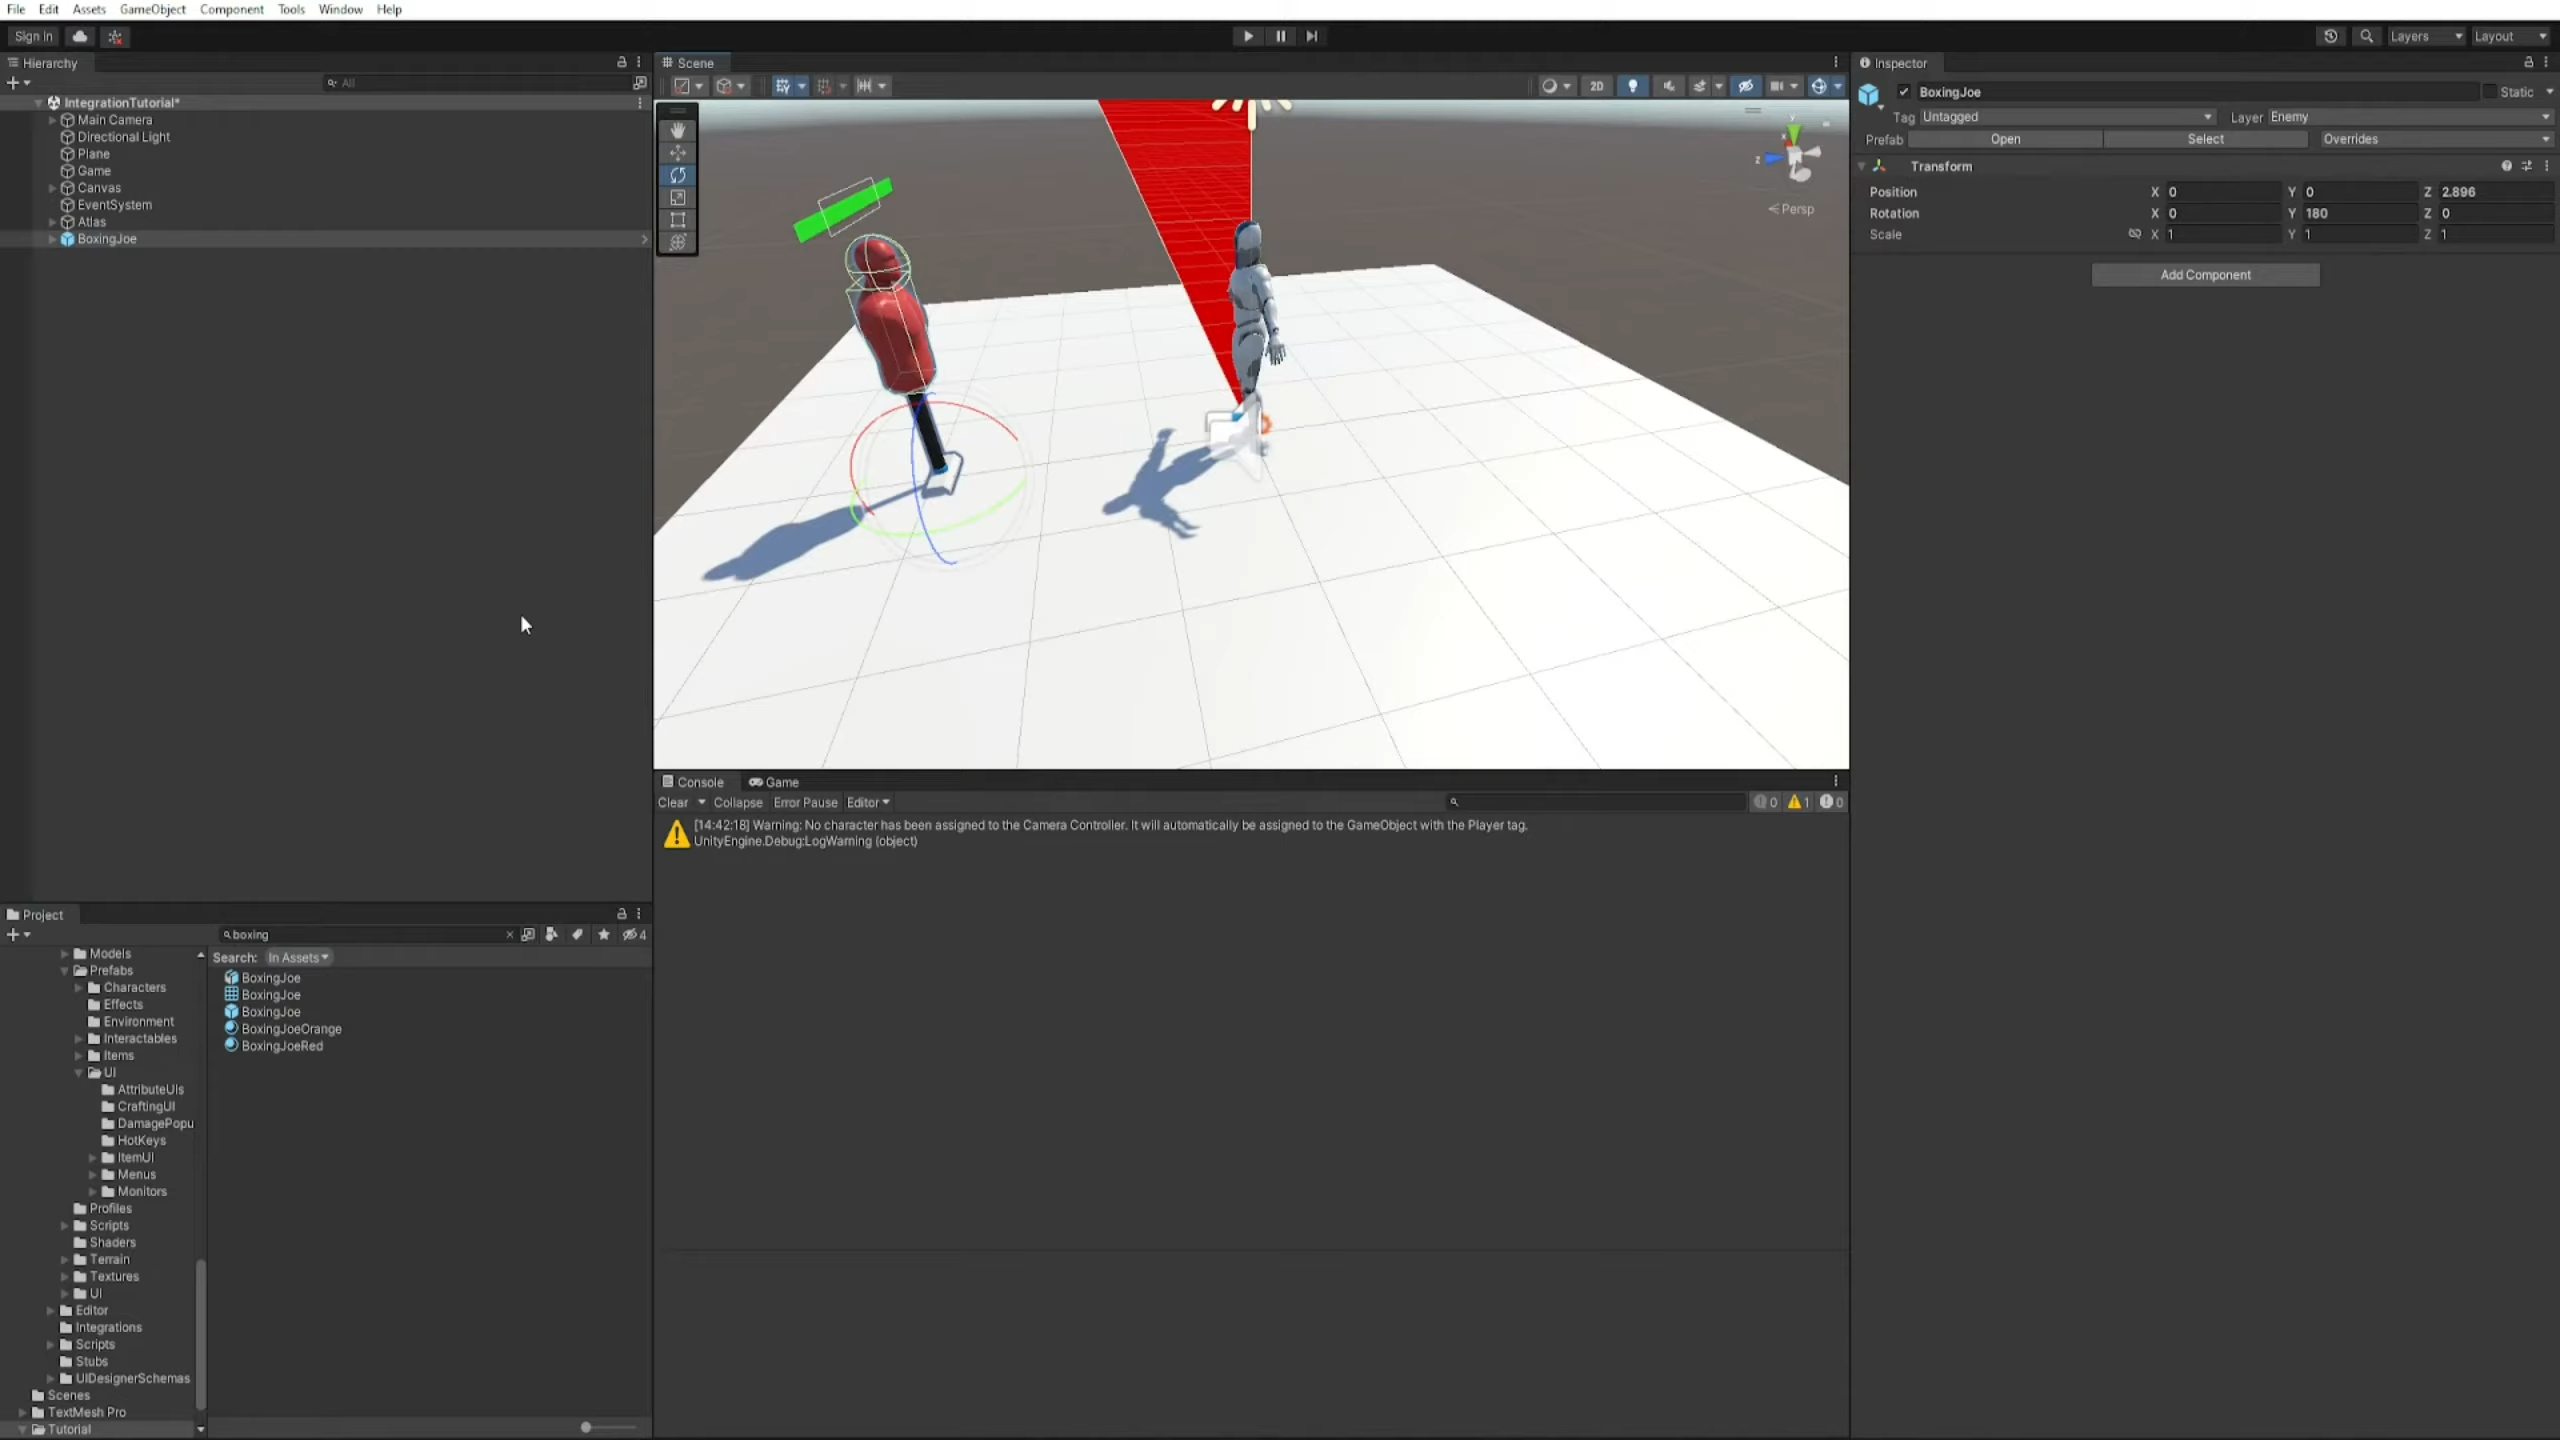 File Edit Assets GameObject Component Tools Window Help
Sign in
Layers Layout
Hierarchy
All
IntegrationTutorial*
Main Camera
Directional Light
Plane
Game
Canvas
EventSystem
Atlas
BoxingJoe
Scene
2D
y
x
z
Persp
Inspector
BoxingJoe Static
Tag Untagged Layer Enemy
Prefab Open Select Overrides
Transform
Position X 0 Y 0 Z 2.896
Rotation X 0 Y 180 Z 0
Scale X 1 Y 1 Z 1
Add Component
Console Game
Clear Collapse Error Pause Editor 0 1 0
[14:42:18] Warning: No character has been assigned to the Camera Controller. It will automatically be assigned to the GameObject with the Player tag.
UnityEngine.Debug:LogWarning (object)
Project
boxing 4
Search: In Assets
BoxingJoe
BoxingJoe
BoxingJoe
BoxingJoeOrange
BoxingJoeRed
Models
Prefabs
Characters
Effects
Environment
Interactables
Items
UI
AttributeUIs
CraftingUI
DamagePopu
HotKeys
ItemUI
Menus
Monitors
Profiles
Scripts
Shaders
Terrain
Textures
UI
Editor
Integrations
Scripts
Stubs
UIDesignerSchemas
Scenes
TextMesh Pro
Tutorial